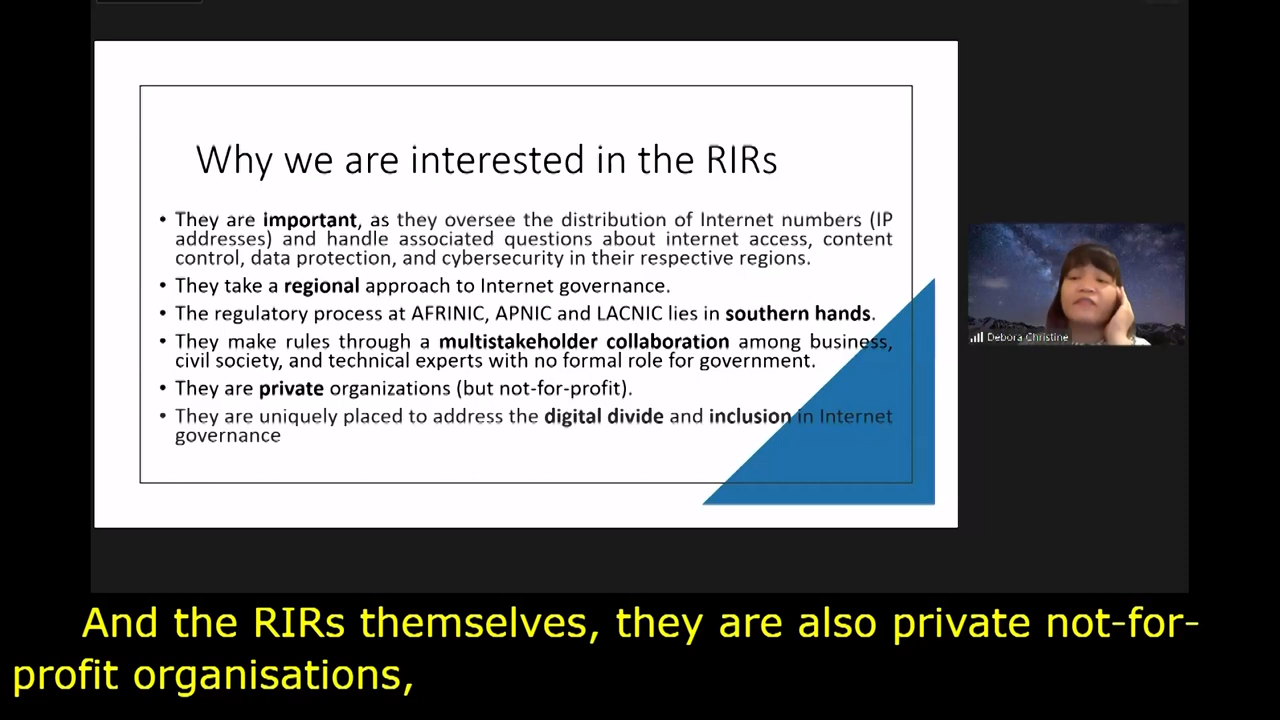 Why we are interested in the RIRs
• They are important, as they oversee the distribution of Internet numbers (IP
addresses) and handle associated questions about internet access, content
control, data protection, and cybersecurity in their respective regions.
• They take a regional approach to Internet governance.
• The regulatory process at AFRINIC, APNIC and LACNIC lies in southern hands.
• They make rules through a multistakeholder collaboration among business,
civil society, and technical experts with no formal role for government.
• They are private organizations (but not-for-profit).
• They are uniquely placed to address the digital divide and inclusion in Internet
governance
Debora Christine
And the RIRs themselves, they are also private not-for-
profit organisations,